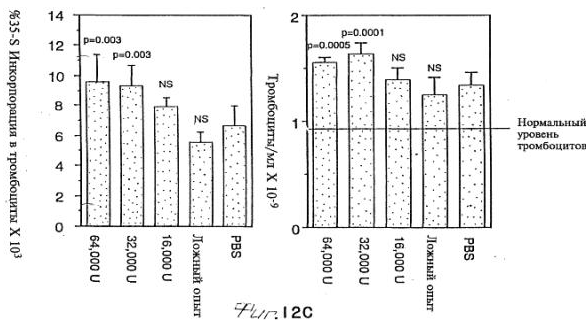 %35-S Инкорпорация в тромбоциты X 10³
14
12
10
8
6
4
2
0
p=0.003
p=0.003
NS
NS
64,000 U
32,000 U
16,000 U
Ложный опыт
PBS
Тромбоциты/мл X 10-9
2
1
0
p=0.0005
p=0.0001
NS
NS
64,000 U
32,000 U
16,000 U
Ложный опыт
PBS
Нормальный
уровень
тромбоцитов
Фиг.12C